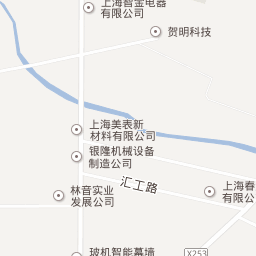 上海智金电器
有限公司
贺明科技
上海美表新
材料有限公司
银隆机械设备
制造公司
汇工路
林音实业
发展公司
上海春
有限公
玻机智能幕墙
X253